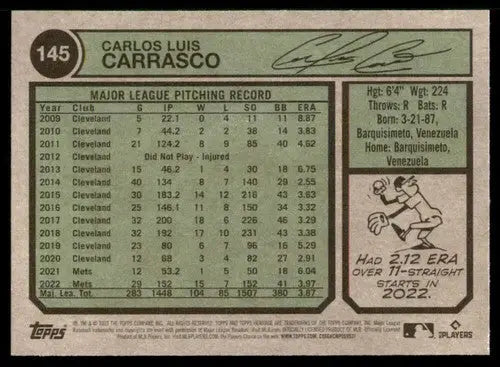 145
CARLOS LUIS
CARRASCO
MAJOR LEAGUE PITCHING RECORD
Year Club G IP W L SO BB ERA
2009 Cleveland 5 22.1 0 4 11 11 8.87
2010 Cleveland 7 44.2 2 2 38 14 3.83
2011 Cleveland 21 124.2 8 9 85 40 4.62
2012 Cleveland Did Not Play - Injured
2013 Cleveland 15 46.2 1 4 30 18 6.75
2014 Cleveland 40 134 8 7 140 29 2.55
2015 Cleveland 30 183.2 14 12 216 43 3.63
2016 Cleveland 25 146.1 11 8 150 34 3.32
2017 Cleveland 32 200 18 6 226 46 3.29
2018 Cleveland 32 192 17 10 231 43 3.38
2019 Cleveland 23 80 6 7 96 16 5.29
2020 Cleveland 12 68 3 4 82 27 2.91
2021 Mets 12 53.2 1 5 50 18 6.04
2022 Mets 29 152 15 7 152 41 3.97
Maj. Lea. Tot. 283 1448 104 85 1507 380 3.87
Hgt: 6'4" Wgt: 224
Throws: R Bats: R
Born: 3-21-87,
Barquisimeto, Venezuela
Home: Barquisimeto,
Venezuela
HAD 2.12 ERA
OVER 11-STRAIGHT
STARTS IN
2022.
TOPPS
PLAYERS